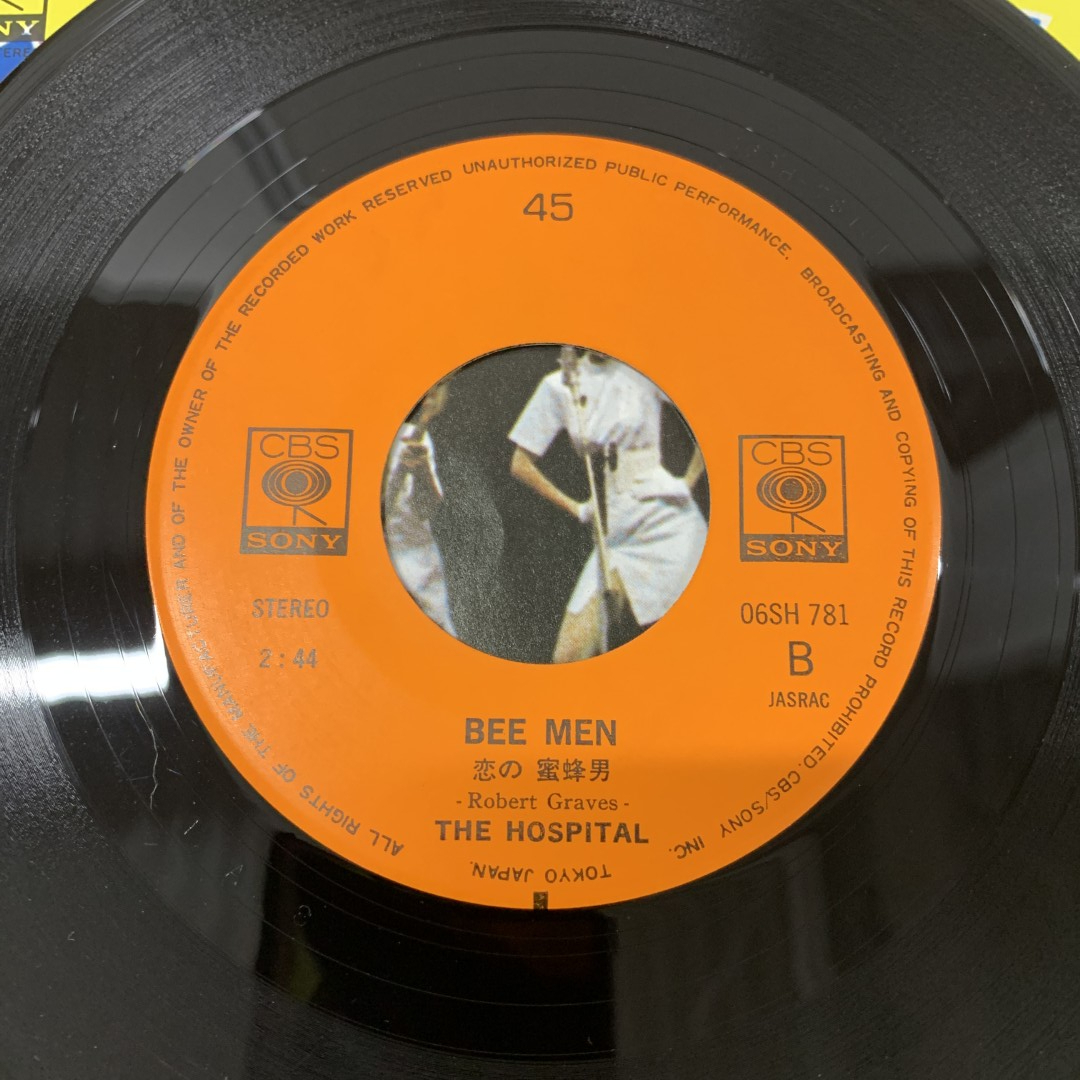 ALL RIGHTS OF THE MANUFACTURER AND OF THE OWNER OF THE RECORDED WORK RESERVED UNAUTHORIZED PUBLIC PERFORMANCE. BROADCASTING AND COPYING OF THIS RECORD PROHIBITED. CBS/SONY INC.
TOKYO JAPAN.
45
CBS
SONY
CBS
SONY
STEREO
2:44
06SH 781
B
JASRAC
BEE MEN
恋の 蜜蜂男
- Robert Graves -
THE HOSPITAL